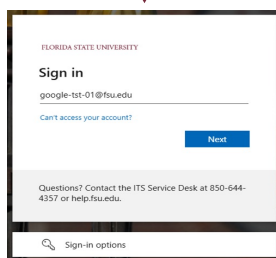 FLORIDA STATE UNIVERSITY
Sign in
google-tst-01@fsu.edu
Can't access your account?
Next
Questions? Contact the ITS Service Desk at 850-644-
4357 or help.fsu.edu.
Sign-in options